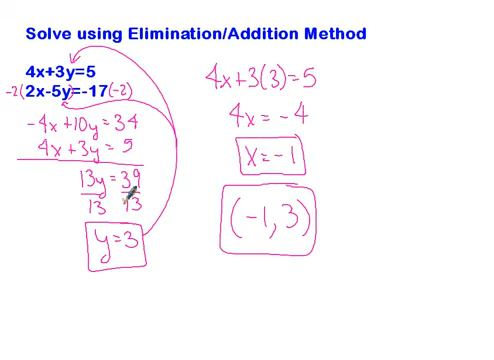 Solve using Elimination/Addition Method
4x+3y=5
-2(2x-5y=-17(-2)
-4x+10y=34
4x+3y=5
13y=39
13 13
y=3
4x+3(3)=5
4x=-4
x=-1
(-1,3)